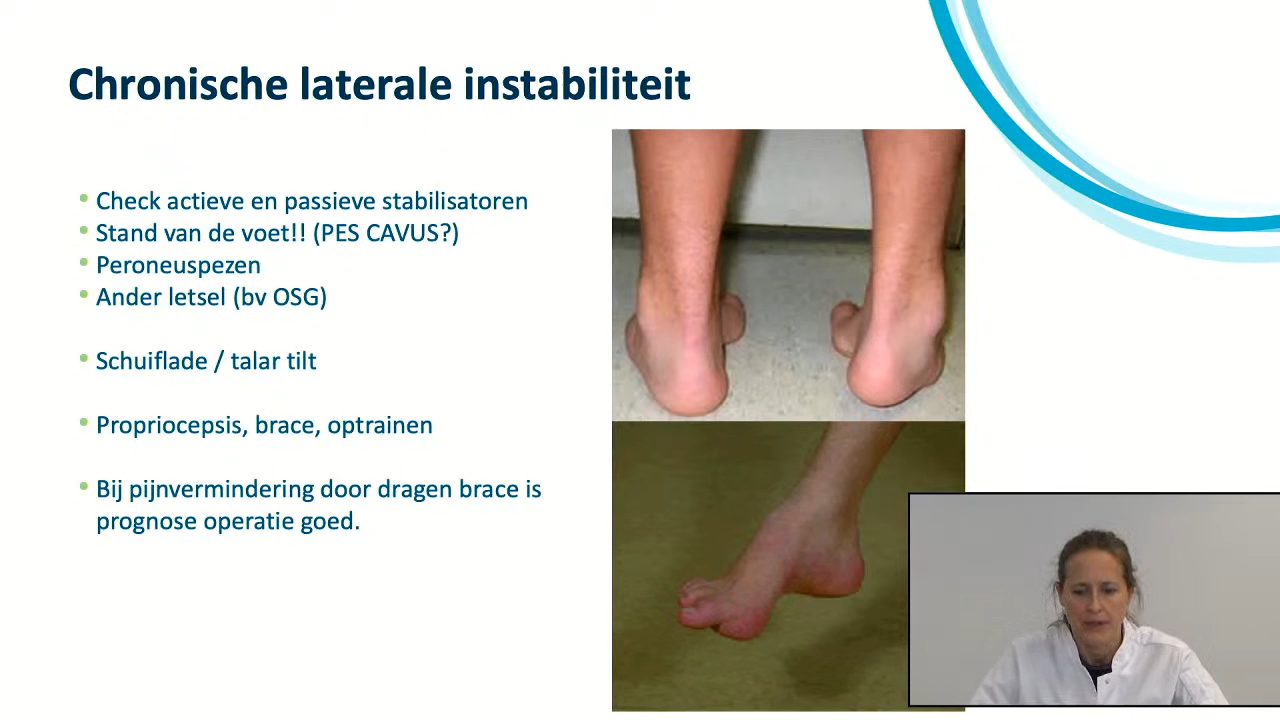 Chronische laterale instabiliteit
• Check actieve en passieve stabilisatoren
• Stand van de voet!! (PES CAVUS?)
• Peroneuspezen
• Ander letsel (bv OSG)
• Schuiflade / talar tilt
• Propriocepsis, brace, optrainen
• Bij pijnvermindering door dragen brace is
prognose operatie goed.